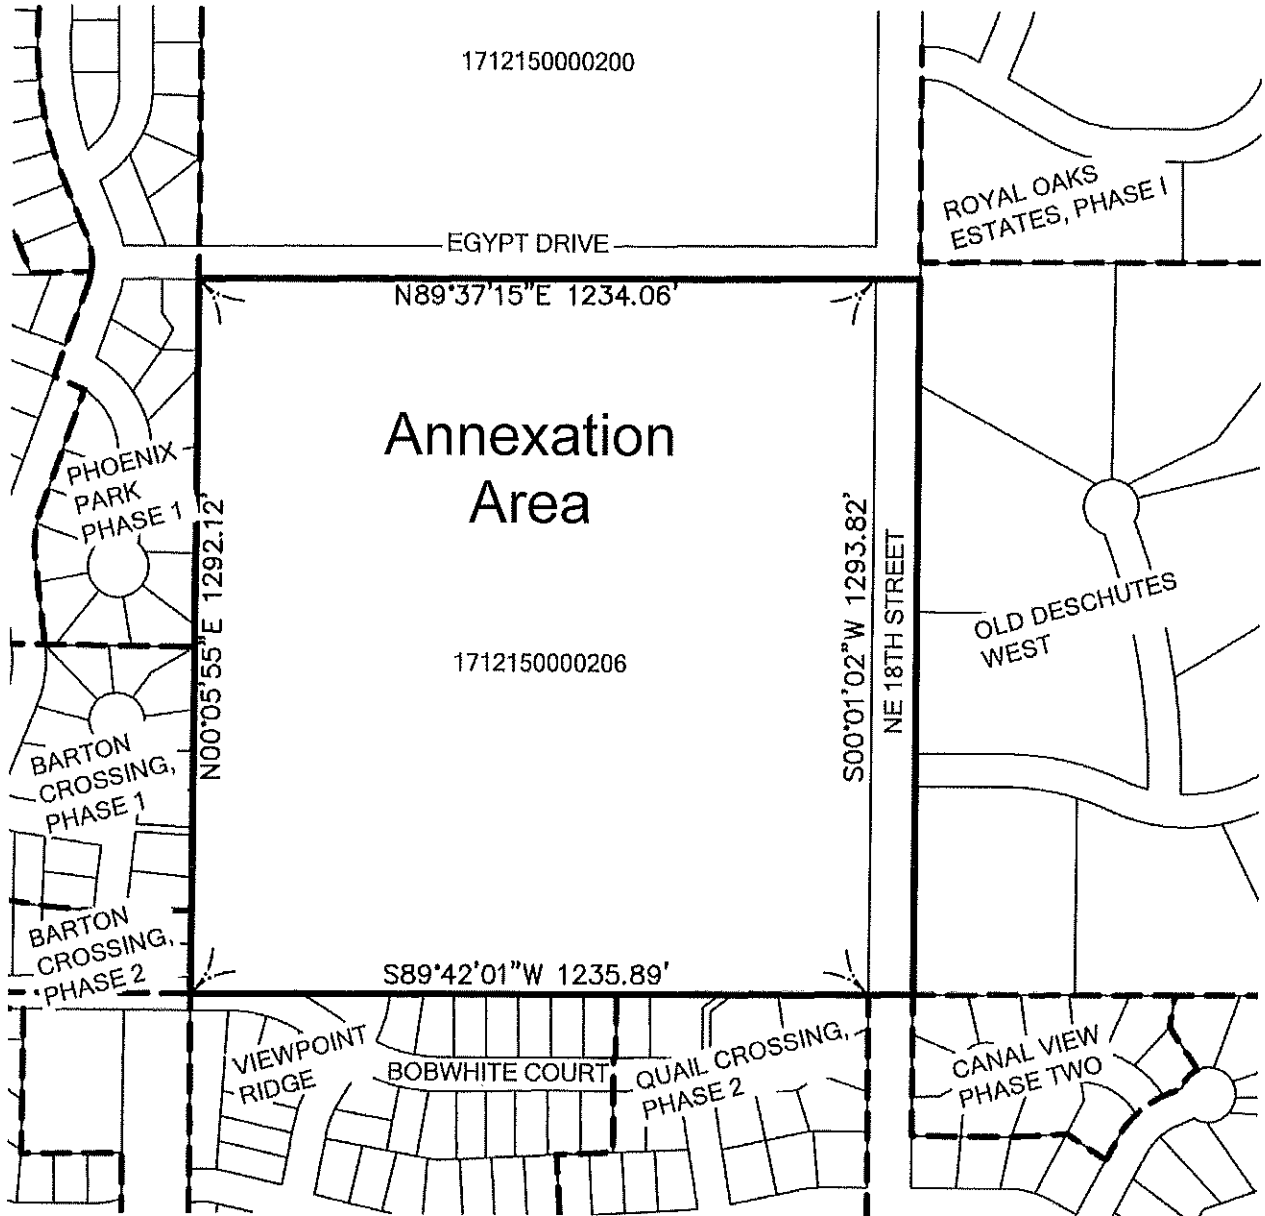 1712150000200
ROYAL OAKS
ESTATES, PHASE I
EGYPT DRIVE
N89°37'15"E 1234.06'
Annexation
Area
PHOENIX
PARK
PHASE 1
N00°05'55"E 1292.12'
S00°01'02"W 1293.82'
NE 18TH STREET
OLD DESCHUTES
WEST
1712150000206
BARTON
CROSSING,
PHASE 1
BARTON
CROSSING,
PHASE 2
S89°42'01"W 1235.89'
VIEWPOINT
RIDGE
BOBWHITE COURT
QUAIL CROSSING,
PHASE 2
CANAL VIEW
PHASE TWO